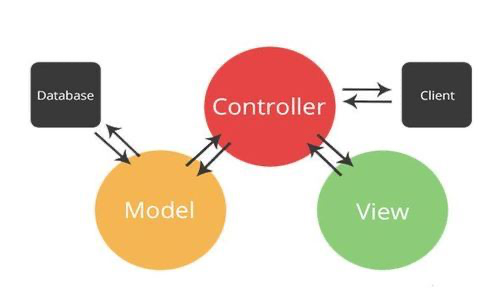 Database
Controller
Client
Model
View